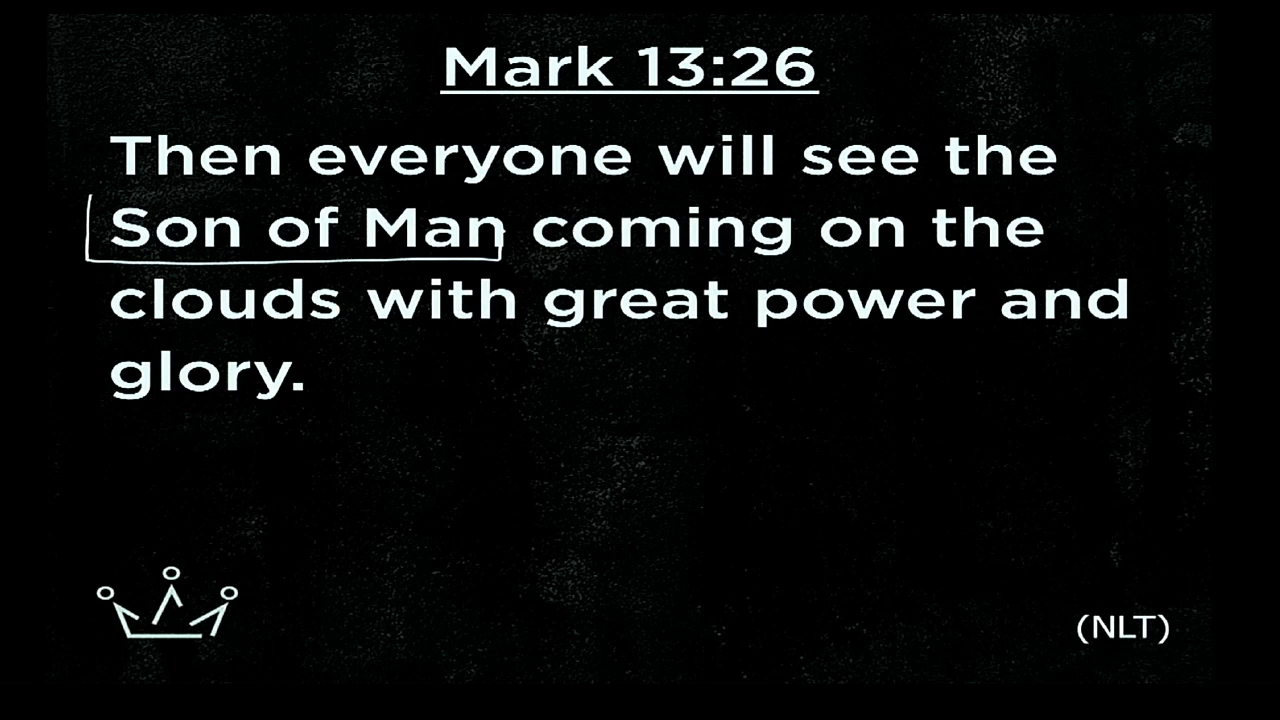 Mark 13:26
Then everyone will see the
Son of Man coming on the
clouds with great power and
glory.
(NLT)